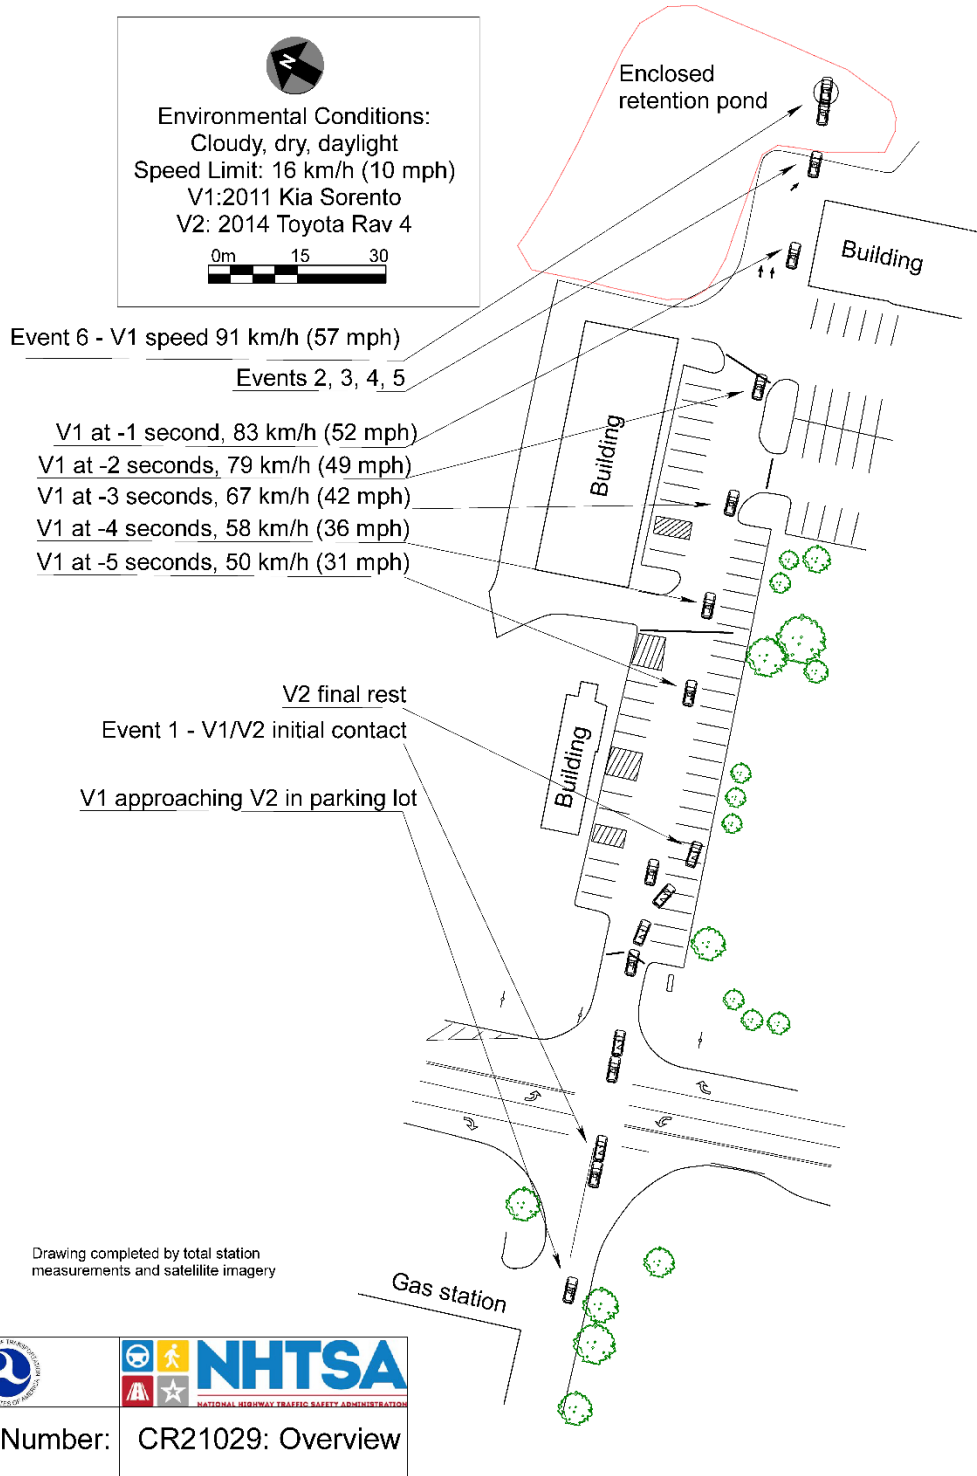 N
Environmental Conditions:
Cloudy, dry, daylight
Speed Limit: 16 km/h (10 mph)
V1:2011 Kia Sorento
V2: 2014 Toyota Rav 4
0m 15 30
Enclosed
retention pond
Building
Event 6 - V1 speed 91 km/h (57 mph)
Events 2, 3, 4, 5
V1 at -1 second, 83 km/h (52 mph)
V1 at -2 seconds, 79 km/h (49 mph)
V1 at -3 seconds, 67 km/h (42 mph)
V1 at -4 seconds, 58 km/h (36 mph)
V1 at -5 seconds, 50 km/h (31 mph)
Building
V2 final rest
Event 1 - V1/V2 initial contact
Building
V1 approaching V2 in parking lot
Drawing completed by total station
measurements and satelilite imagery
Gas station
NHTSA
NATIONAL HIGHWAY TRAFFIC SAFETY ADMINISTRATION
Number: CR21029: Overview